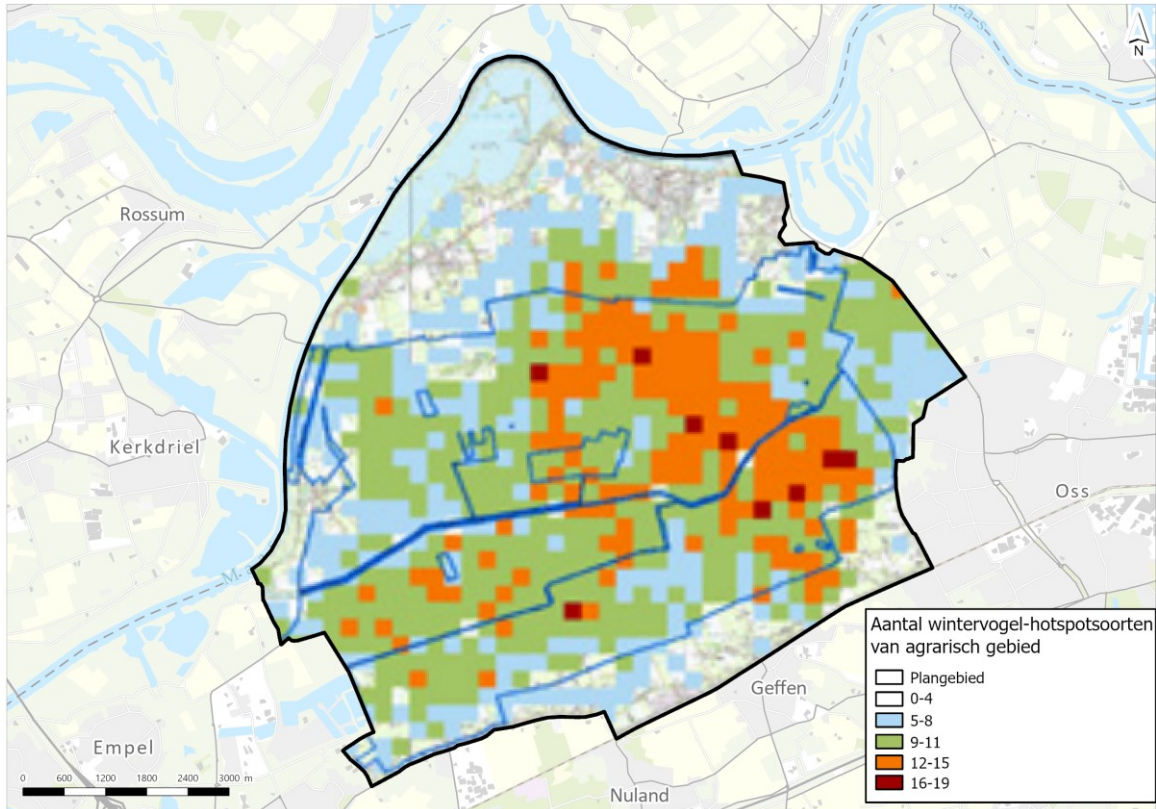 N
Rossum
Kerkdriel
Oss
M.
Empel
Geffen
Nuland
0 600 1200 1800 2400 3000 m
Aantal wintervogel-hotspotsoorten
van agrarisch gebied
Plangebied
0-4
5-8
9-11
12-15
16-19